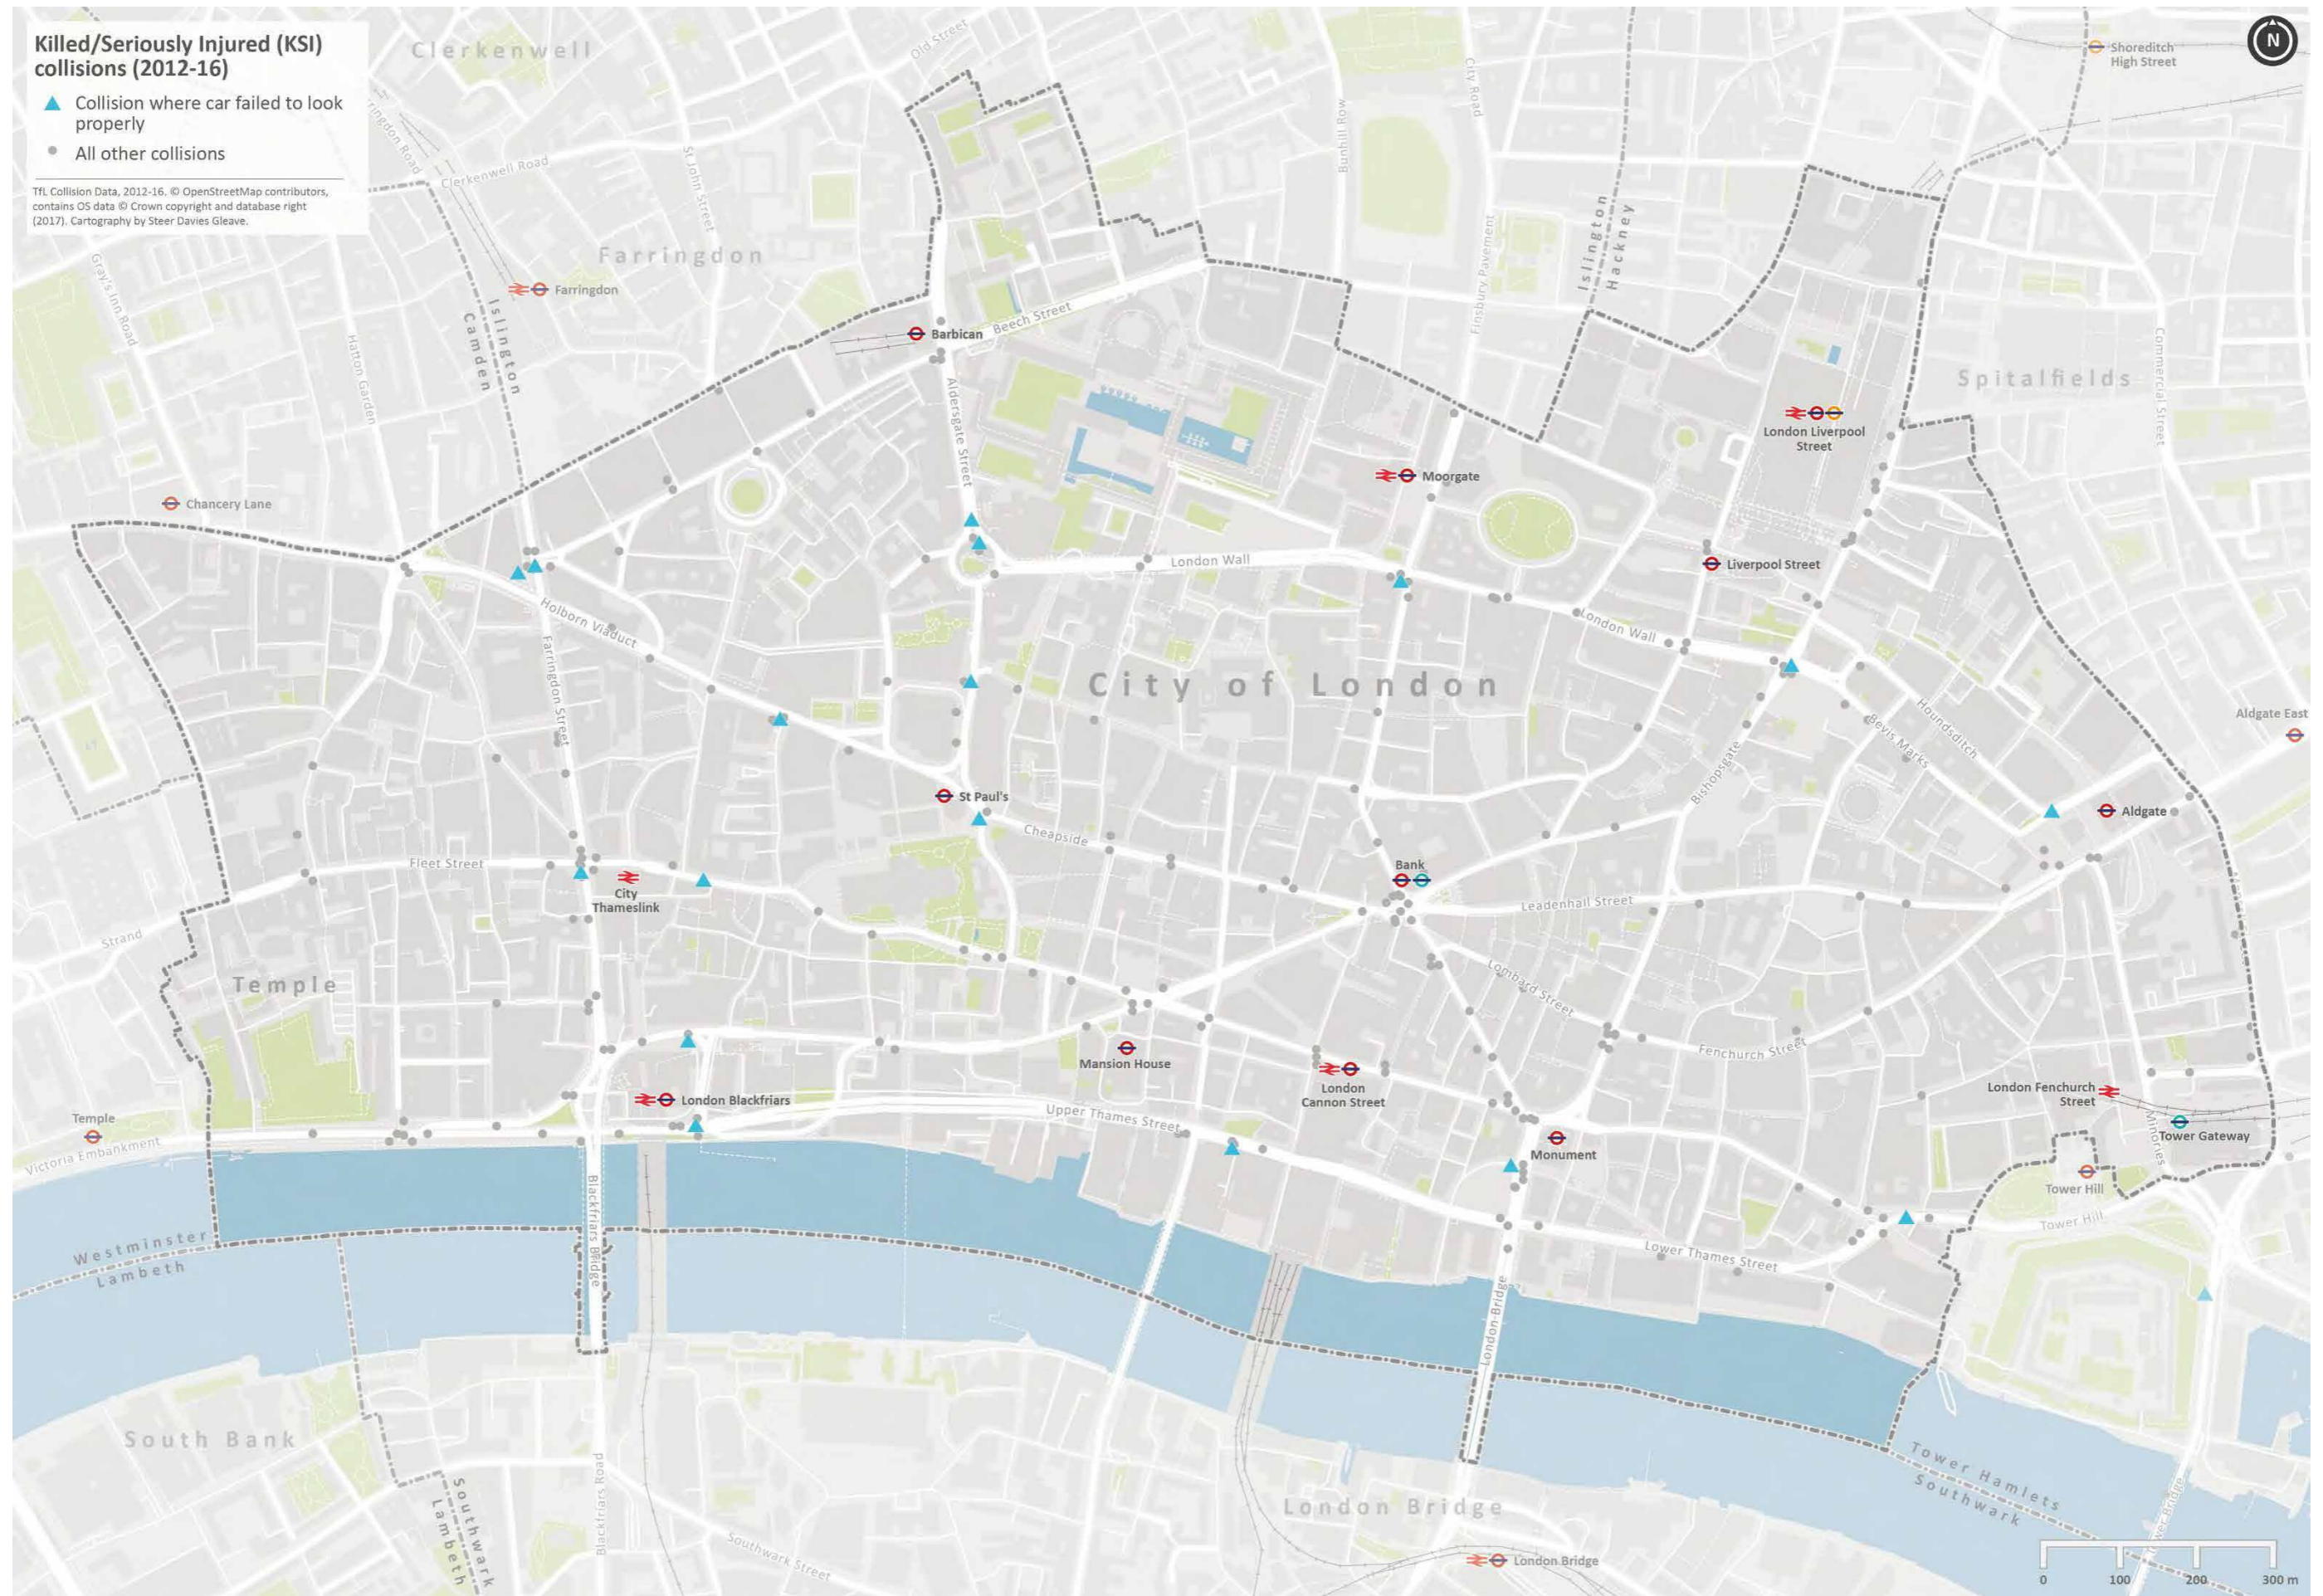 Killed/Seriously Injured (KSI)
collisions (2012-16)
Collision where car failed to look
properly
All other collisions
TfL Collision Data, 2012-16. © OpenStreetMap contributors,
contains OS data © Crown copyright and database right
(2017). Cartography by Steer Davies Gleave.
N
Clerkenwell
Old Street
City Road
Shoreditch
High Street
Bunhill Row
Clerkenwell Road
St John Street
Farringdon
Farringdon
Gray's Inn Road
Hatton Garden
Islington
Camden
Islington
Hackney
Finsbury Pavement
Barbican
Beech Street
Aldersgate Street
Spitalfields
Commercial Street
London Liverpool
Street
Moorgate
Chancery Lane
London Wall
Liverpool Street
Holborn Viaduct
London Wall
Farringdon Street
City of London
Houndsditch
Bevis Marks
Aldgate East
Bishopsgate
St Paul's
Aldgate
Cheapside
Fleet Street
City
Thameslink
Bank
Leadenhall Street
Strand
Temple
Lombard Street
Mansion House
Fenchurch Street
London
Cannon Street
London Fenchurch
Street
London Blackfriars
Temple
Upper Thames Street
Victoria Embankment
Monument
Minories
Tower Gateway
Tower Hill
Tower Hill
Blackfriars Bridge
Lower Thames Street
Westminster
Lambeth
London Bridge
South Bank
Southwark
Lambeth
Blackfriars Road
Southwark Street
London Bridge
London Bridge
Tower Hamlets
Southwark
0 100 200 300 m